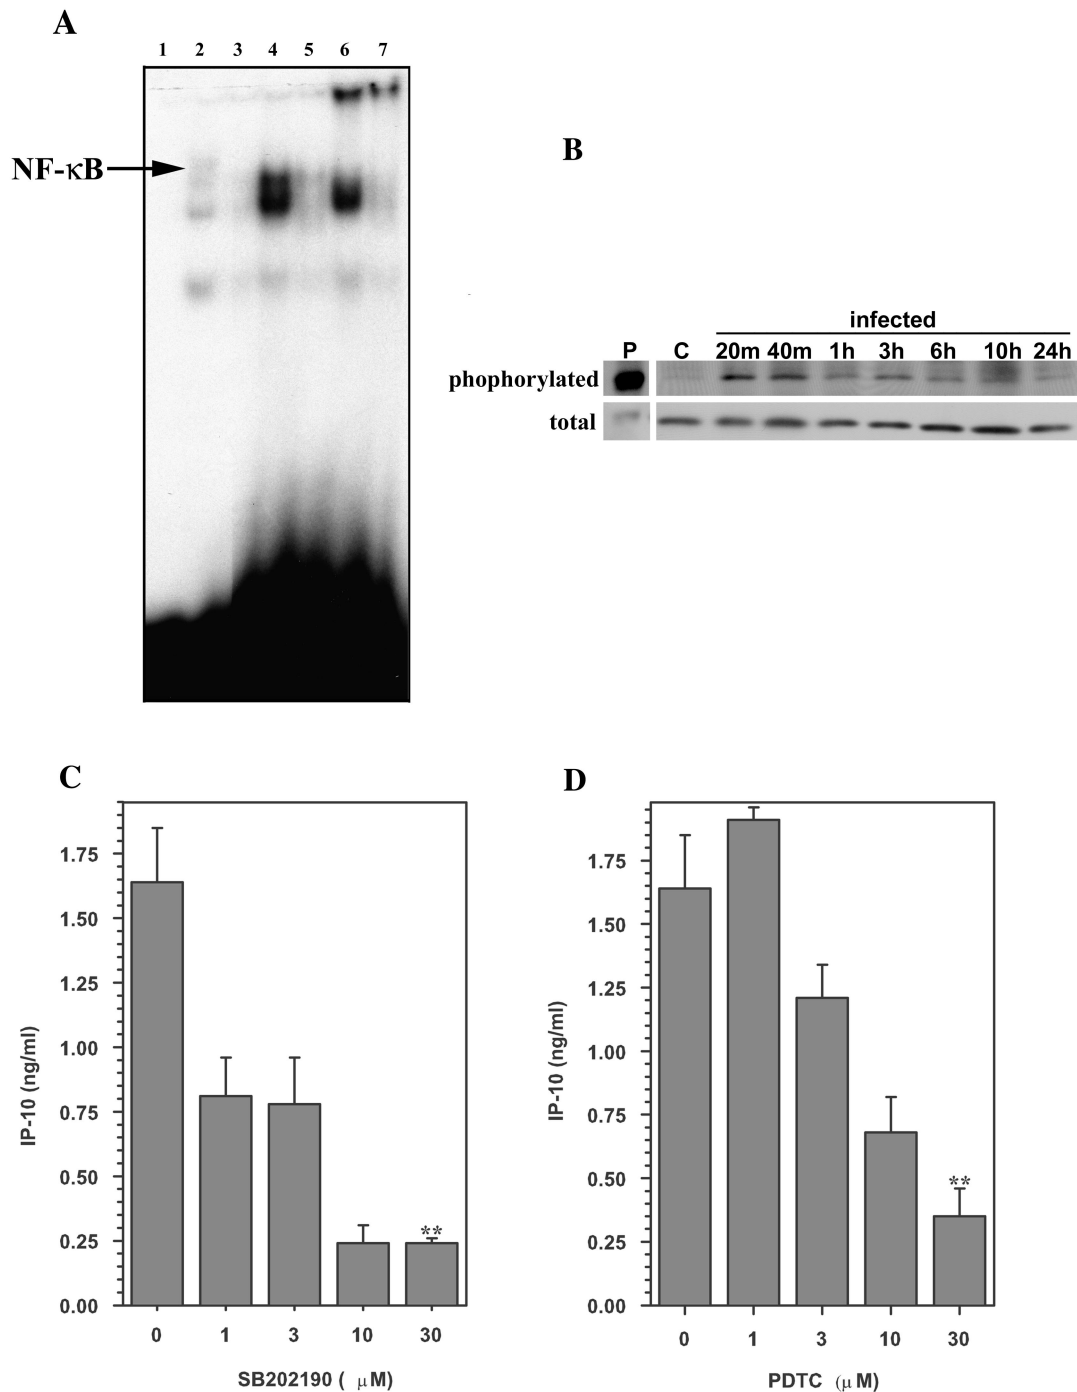 A
1 2 3 4 5 6 7
NF-κB
B
infected
P C 20m 40m 1h 3h 6h 10h 24h
phophorylated
total
C
1.75
1.50
1.25
1.00
0.75
0.50
0.25
0.00
IP-10 (ng/ml)
**
0 1 3 10 30
SB202190 ( μM)
D
1.75
1.50
1.25
1.00
0.75
0.50
0.25
0.00
IP-10 (ng/ml)
**
0 1 3 10 30
PDTC (μM)